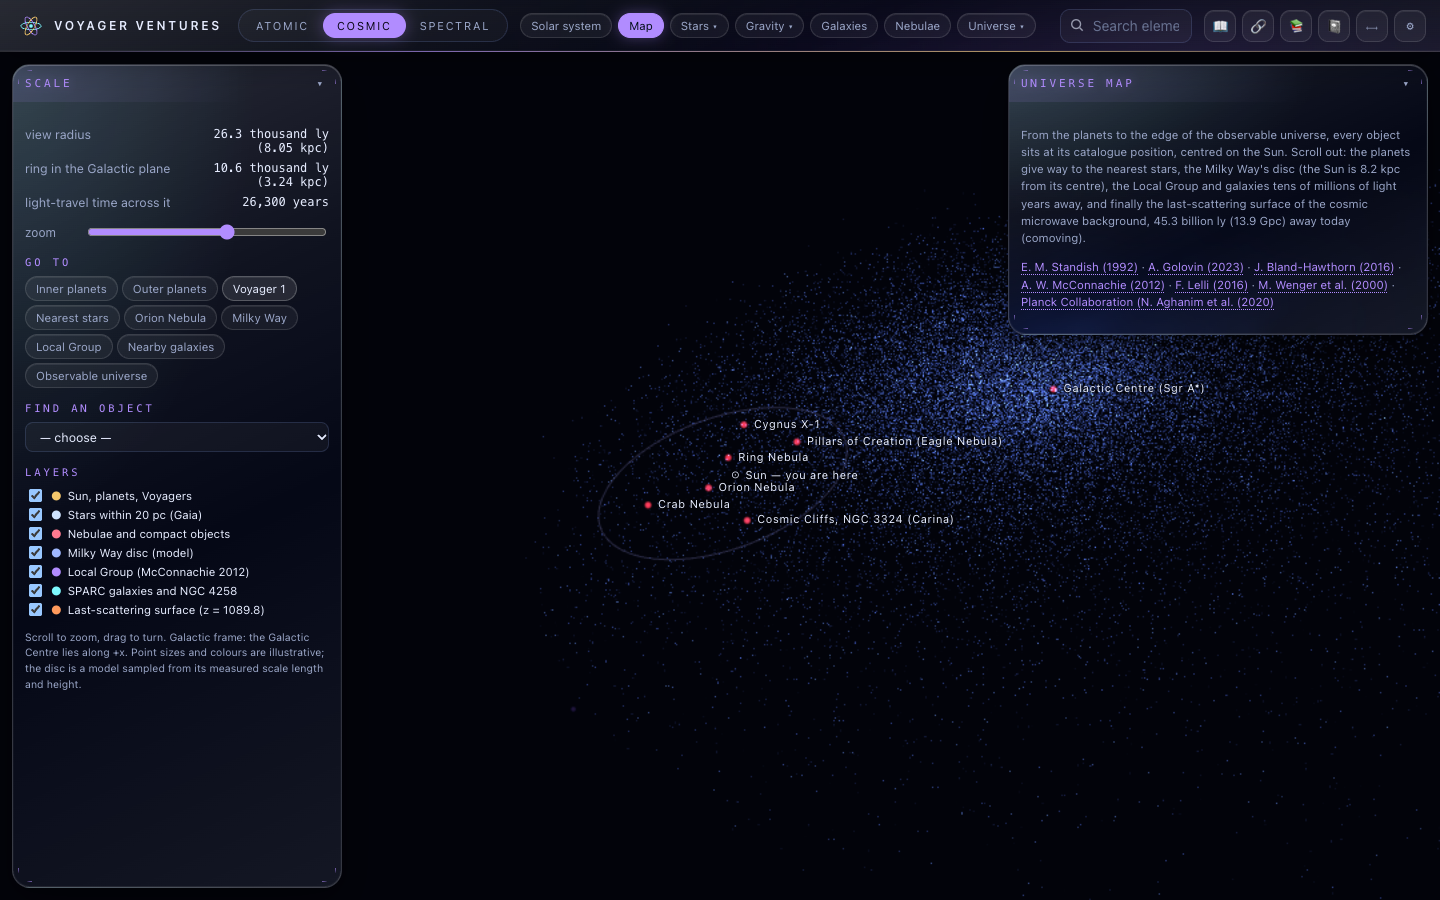 VOYAGER VENTURES
ATOMIC COSMIC SPECTRAL
Solar system Map Stars ▾ Gravity ▾ Galaxies Nebulae Universe ▾
Search eleme
SCALE
view radius 26.3 thousand ly
(8.05 kpc)
ring in the Galactic plane 10.6 thousand ly
(3.24 kpc)
light-travel time across it 26,300 years
zoom
GO TO
Inner planets Outer planets Voyager 1
Nearest stars Orion Nebula Milky Way
Local Group Nearby galaxies
Observable universe
FIND AN OBJECT
— choose —
LAYERS
Sun, planets, Voyagers
Stars within 20 pc (Gaia)
Nebulae and compact objects
Milky Way disc (model)
Local Group (McConnachie 2012)
SPARC galaxies and NGC 4258
Last-scattering surface (z = 1089.8)
Scroll to zoom, drag to turn. Galactic frame: the Galactic
Centre lies along +x. Point sizes and colours are illustrative;
the disc is a model sampled from its measured scale length
and height.
UNIVERSE MAP
From the planets to the edge of the observable universe, every object
sits at its catalogue position, centred on the Sun. Scroll out: the planets
give way to the nearest stars, the Milky Way's disc (the Sun is 8.2 kpc
from its centre), the Local Group and galaxies tens of millions of light
years away, and finally the last-scattering surface of the cosmic
microwave background, 45.3 billion ly (13.9 Gpc) away today
(comoving).
E. M. Standish (1992) · A. Golovin (2023) · J. Bland-Hawthorn (2016) ·
A. W. McConnachie (2012) · F. Lelli (2016) · M. Wenger et al. (2000) ·
Planck Collaboration (N. Aghanim et al. (2020)
Galactic Centre (Sgr A*)
Cygnus X-1
Pillars of Creation (Eagle Nebula)
Ring Nebula
Sun — you are here
Orion Nebula
Crab Nebula
Cosmic Cliffs, NGC 3324 (Carina)